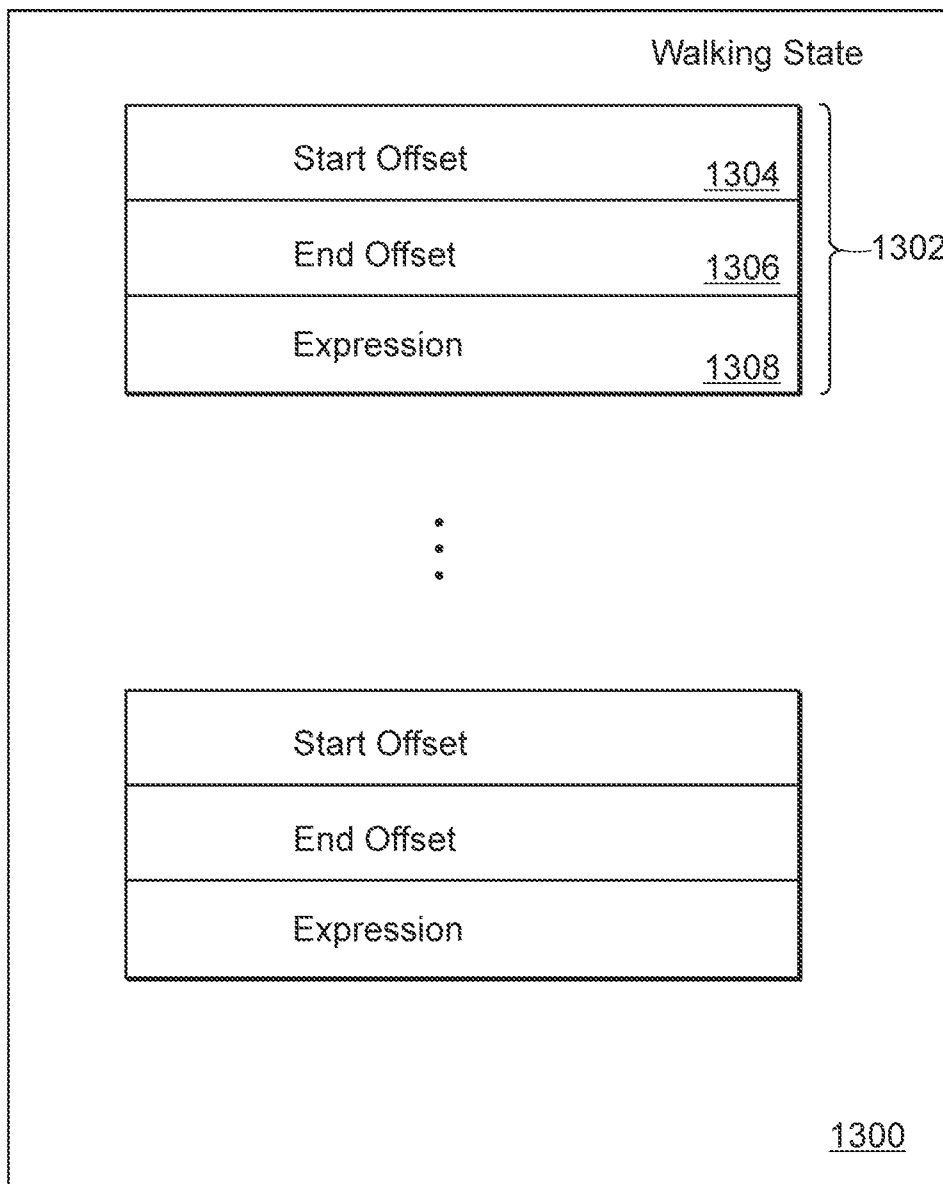 Walking State
Start Offset 1304
End Offset 1306
1302
Expression 1308
Start Offset
End Offset
Expression
1300